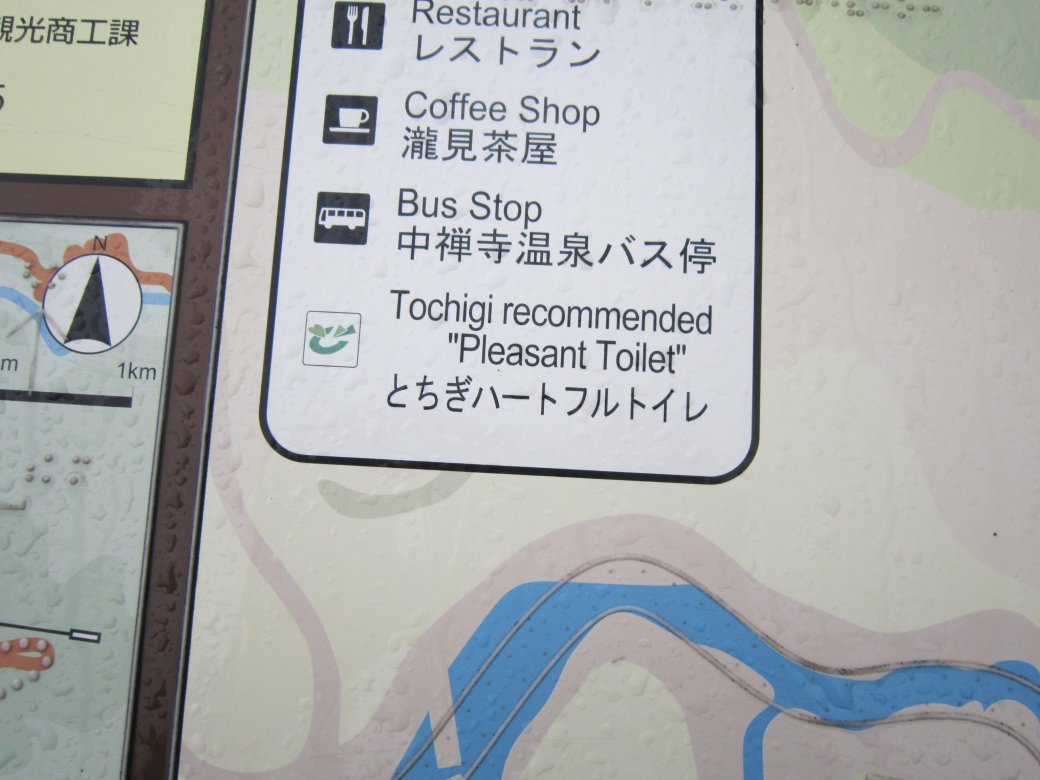 観光商工課
5
Restaurant
レストラン
Coffee Shop
瀧見茶屋
Bus Stop
中禅寺温泉バス停
Tochigi recommended
"Pleasant Toilet"
とちぎハートフルトイレ
N
m
1km